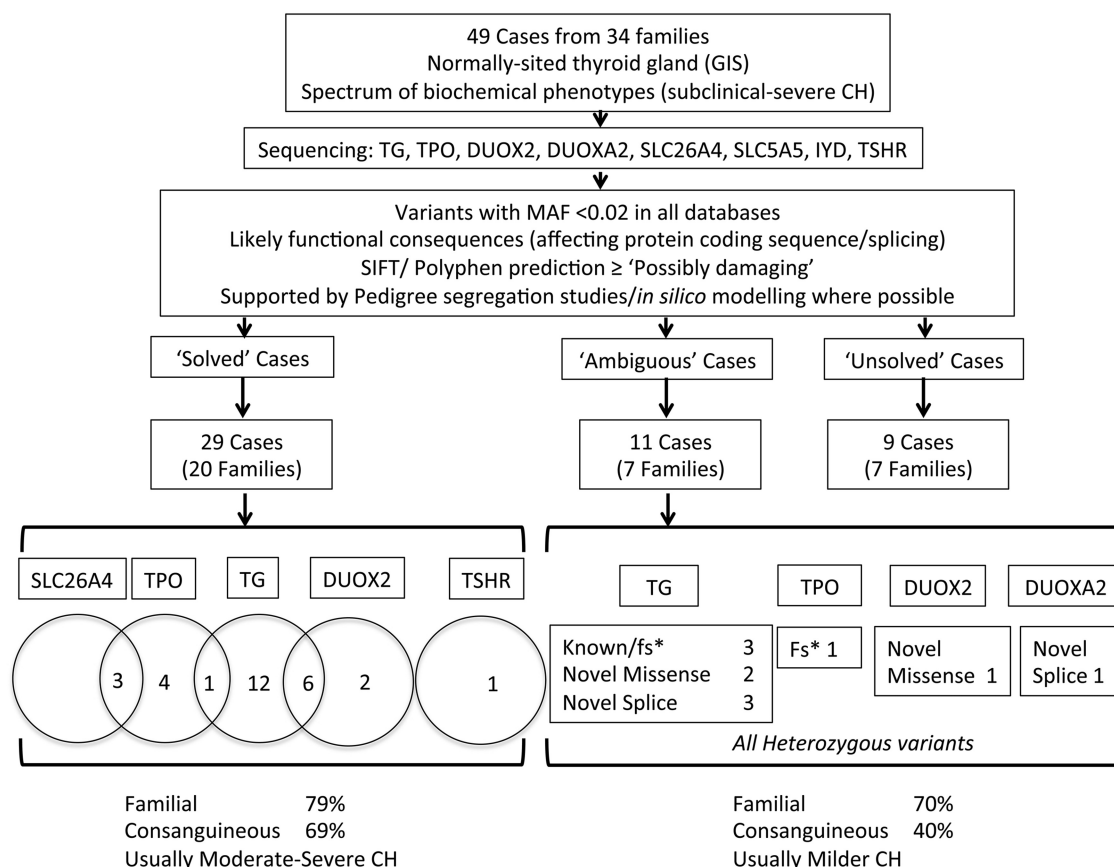 49 Cases from 34 families
Normally-sited thyroid gland (GIS)
Spectrum of biochemical phenotypes (subclinical-severe CH)
Sequencing: TG, TPO, DUOX2, DUOXA2, SLC26A4, SLC5A5, IYD, TSHR
Variants with MAF <0.02 in all databases
Likely functional consequences (affecting protein coding sequence/splicing)
SIFT/ Polyphen prediction ≥ ‘Possibly damaging’
Supported by Pedigree segregation studies/in silico modelling where possible
‘Solved’ Cases
‘Ambiguous’ Cases
‘Unsolved’ Cases
29 Cases
(20 Families)
11 Cases
(7 Families)
9 Cases
(7 Families)
SLC26A4 TPO TG DUOX2 TSHR
3 4 1 12 6 2 1
TG
Known/fs* 3
Novel Missense 2
Novel Splice 3
TPO
Fs* 1
DUOX2
Novel
Missense 1
DUOXA2
Novel
Splice 1
All Heterozygous variants
Familial 79%
Consanguineous 69%
Usually Moderate-Severe CH
Familial 70%
Consanguineous 40%
Usually Milder CH